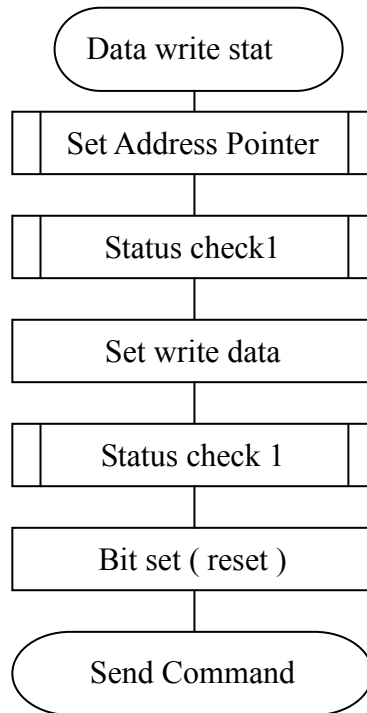 Data write stat
Set Address Pointer
Status check1
Set write data
Status check 1
Bit set ( reset )
Send Command